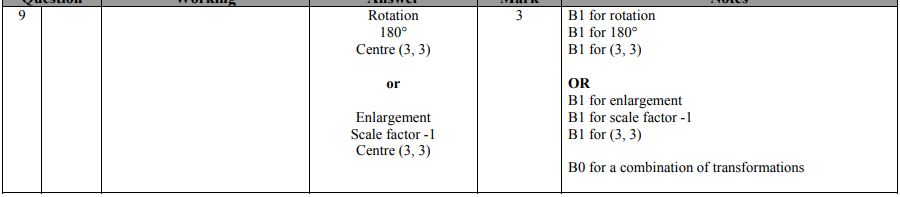 Question Working Answer Mark Notes
9 Rotation 3 B1 for rotation
180° B1 for 180°
Centre (3, 3) B1 for (3, 3)
or OR
B1 for enlargement
Enlargement B1 for scale factor -1
Scale factor -1 B1 for (3, 3)
Centre (3, 3)
B0 for a combination of transformations